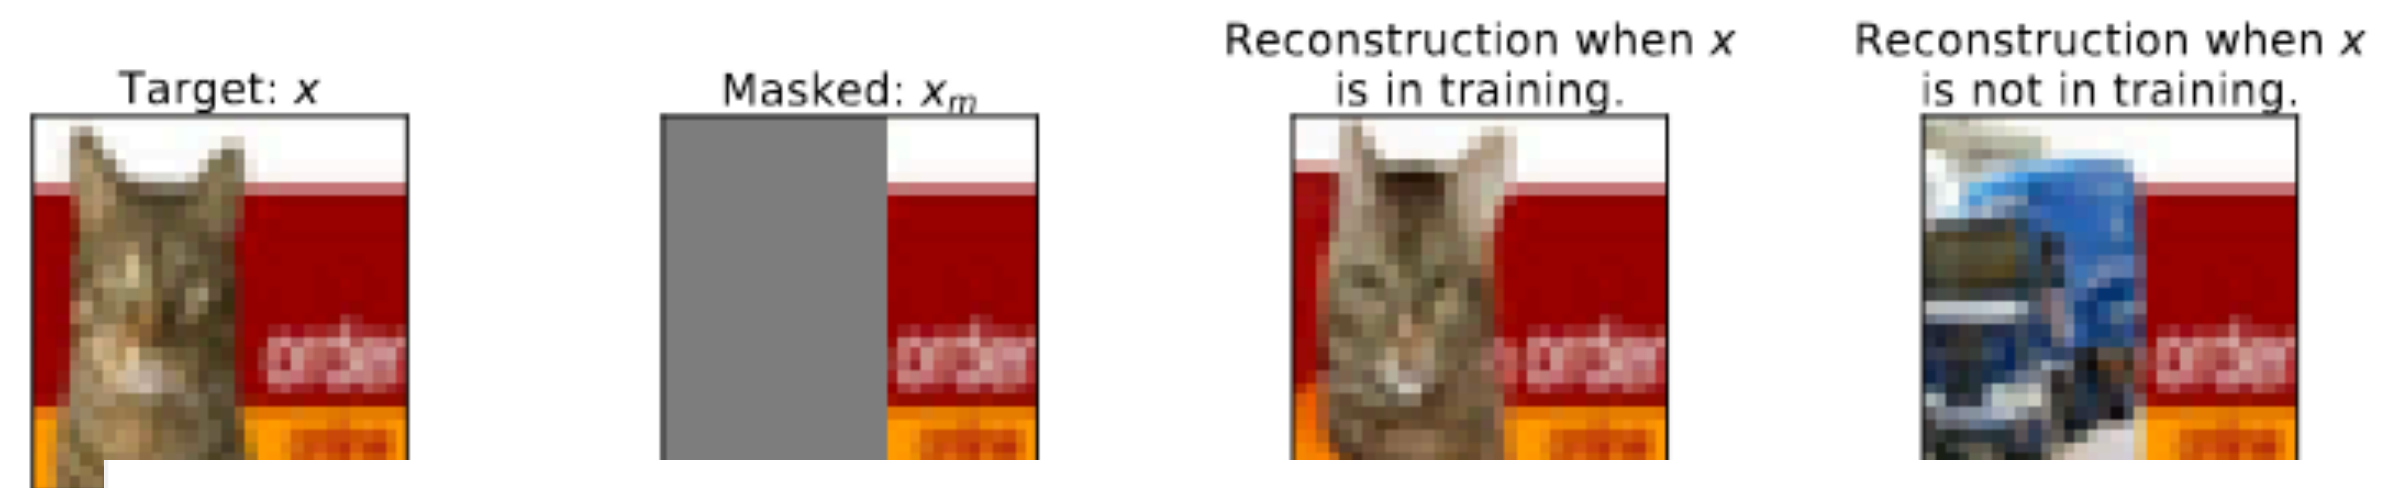 Target: x
Masked: xₘ
Reconstruction when x
is in training.
Reconstruction when x
is not in training.